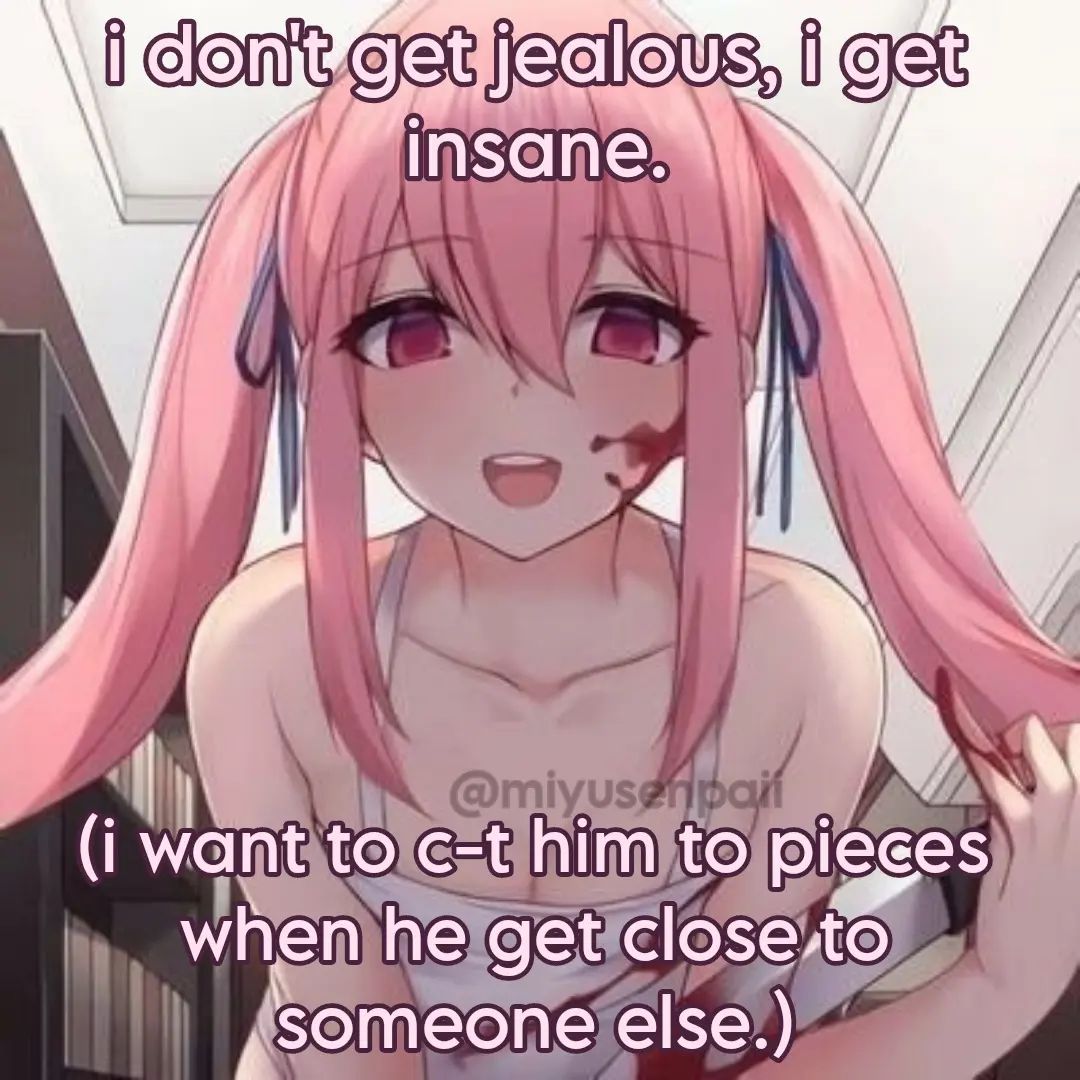 i don't get jealous, i get
insane.
@miyusenpaii
(i want to c-t him to pieces
when he get close to
someone else.)